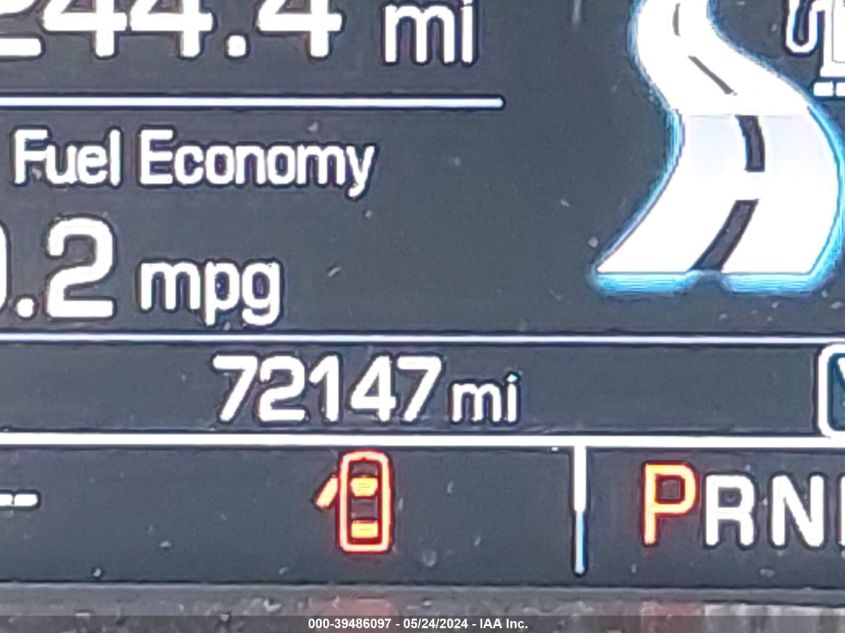 244.4 mi
Fuel Economy
.2 mpg
72147 mi
--
PRN
000-39486097 - 05/24/2024 - IAA Inc.